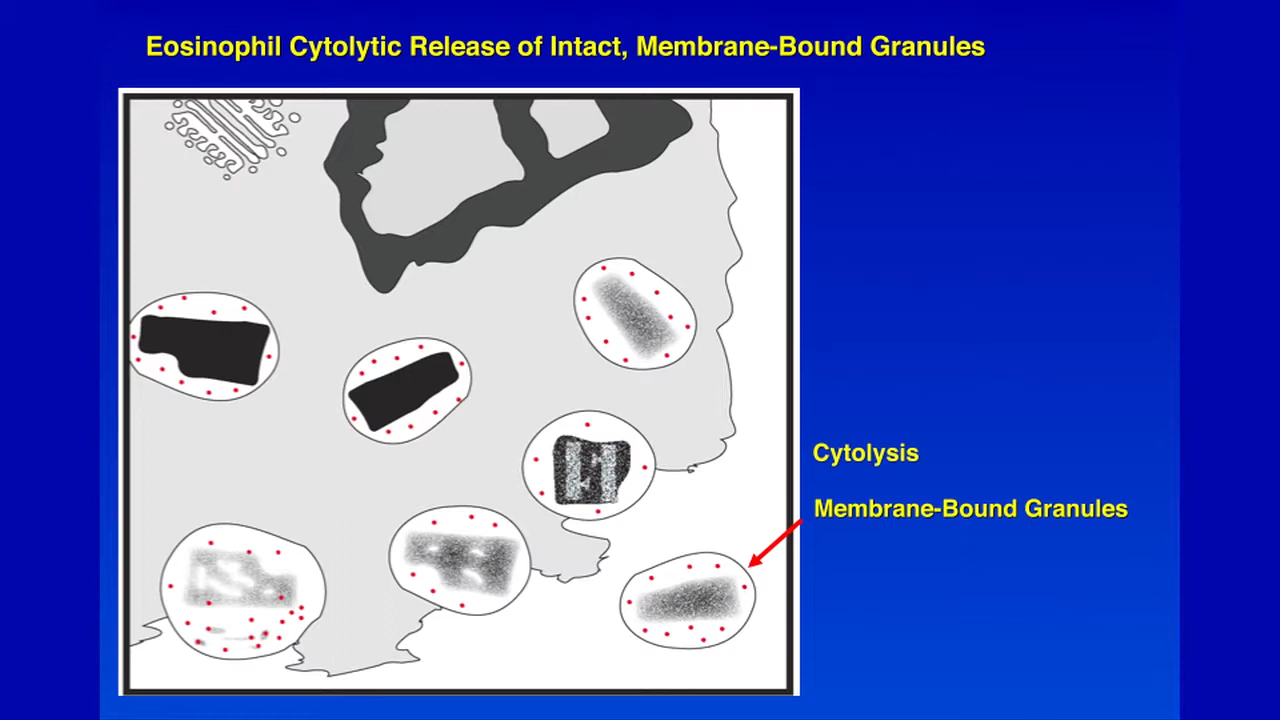 Eosinophil Cytolytic Release of Intact, Membrane-Bound Granules
Cytolysis
Membrane-Bound Granules